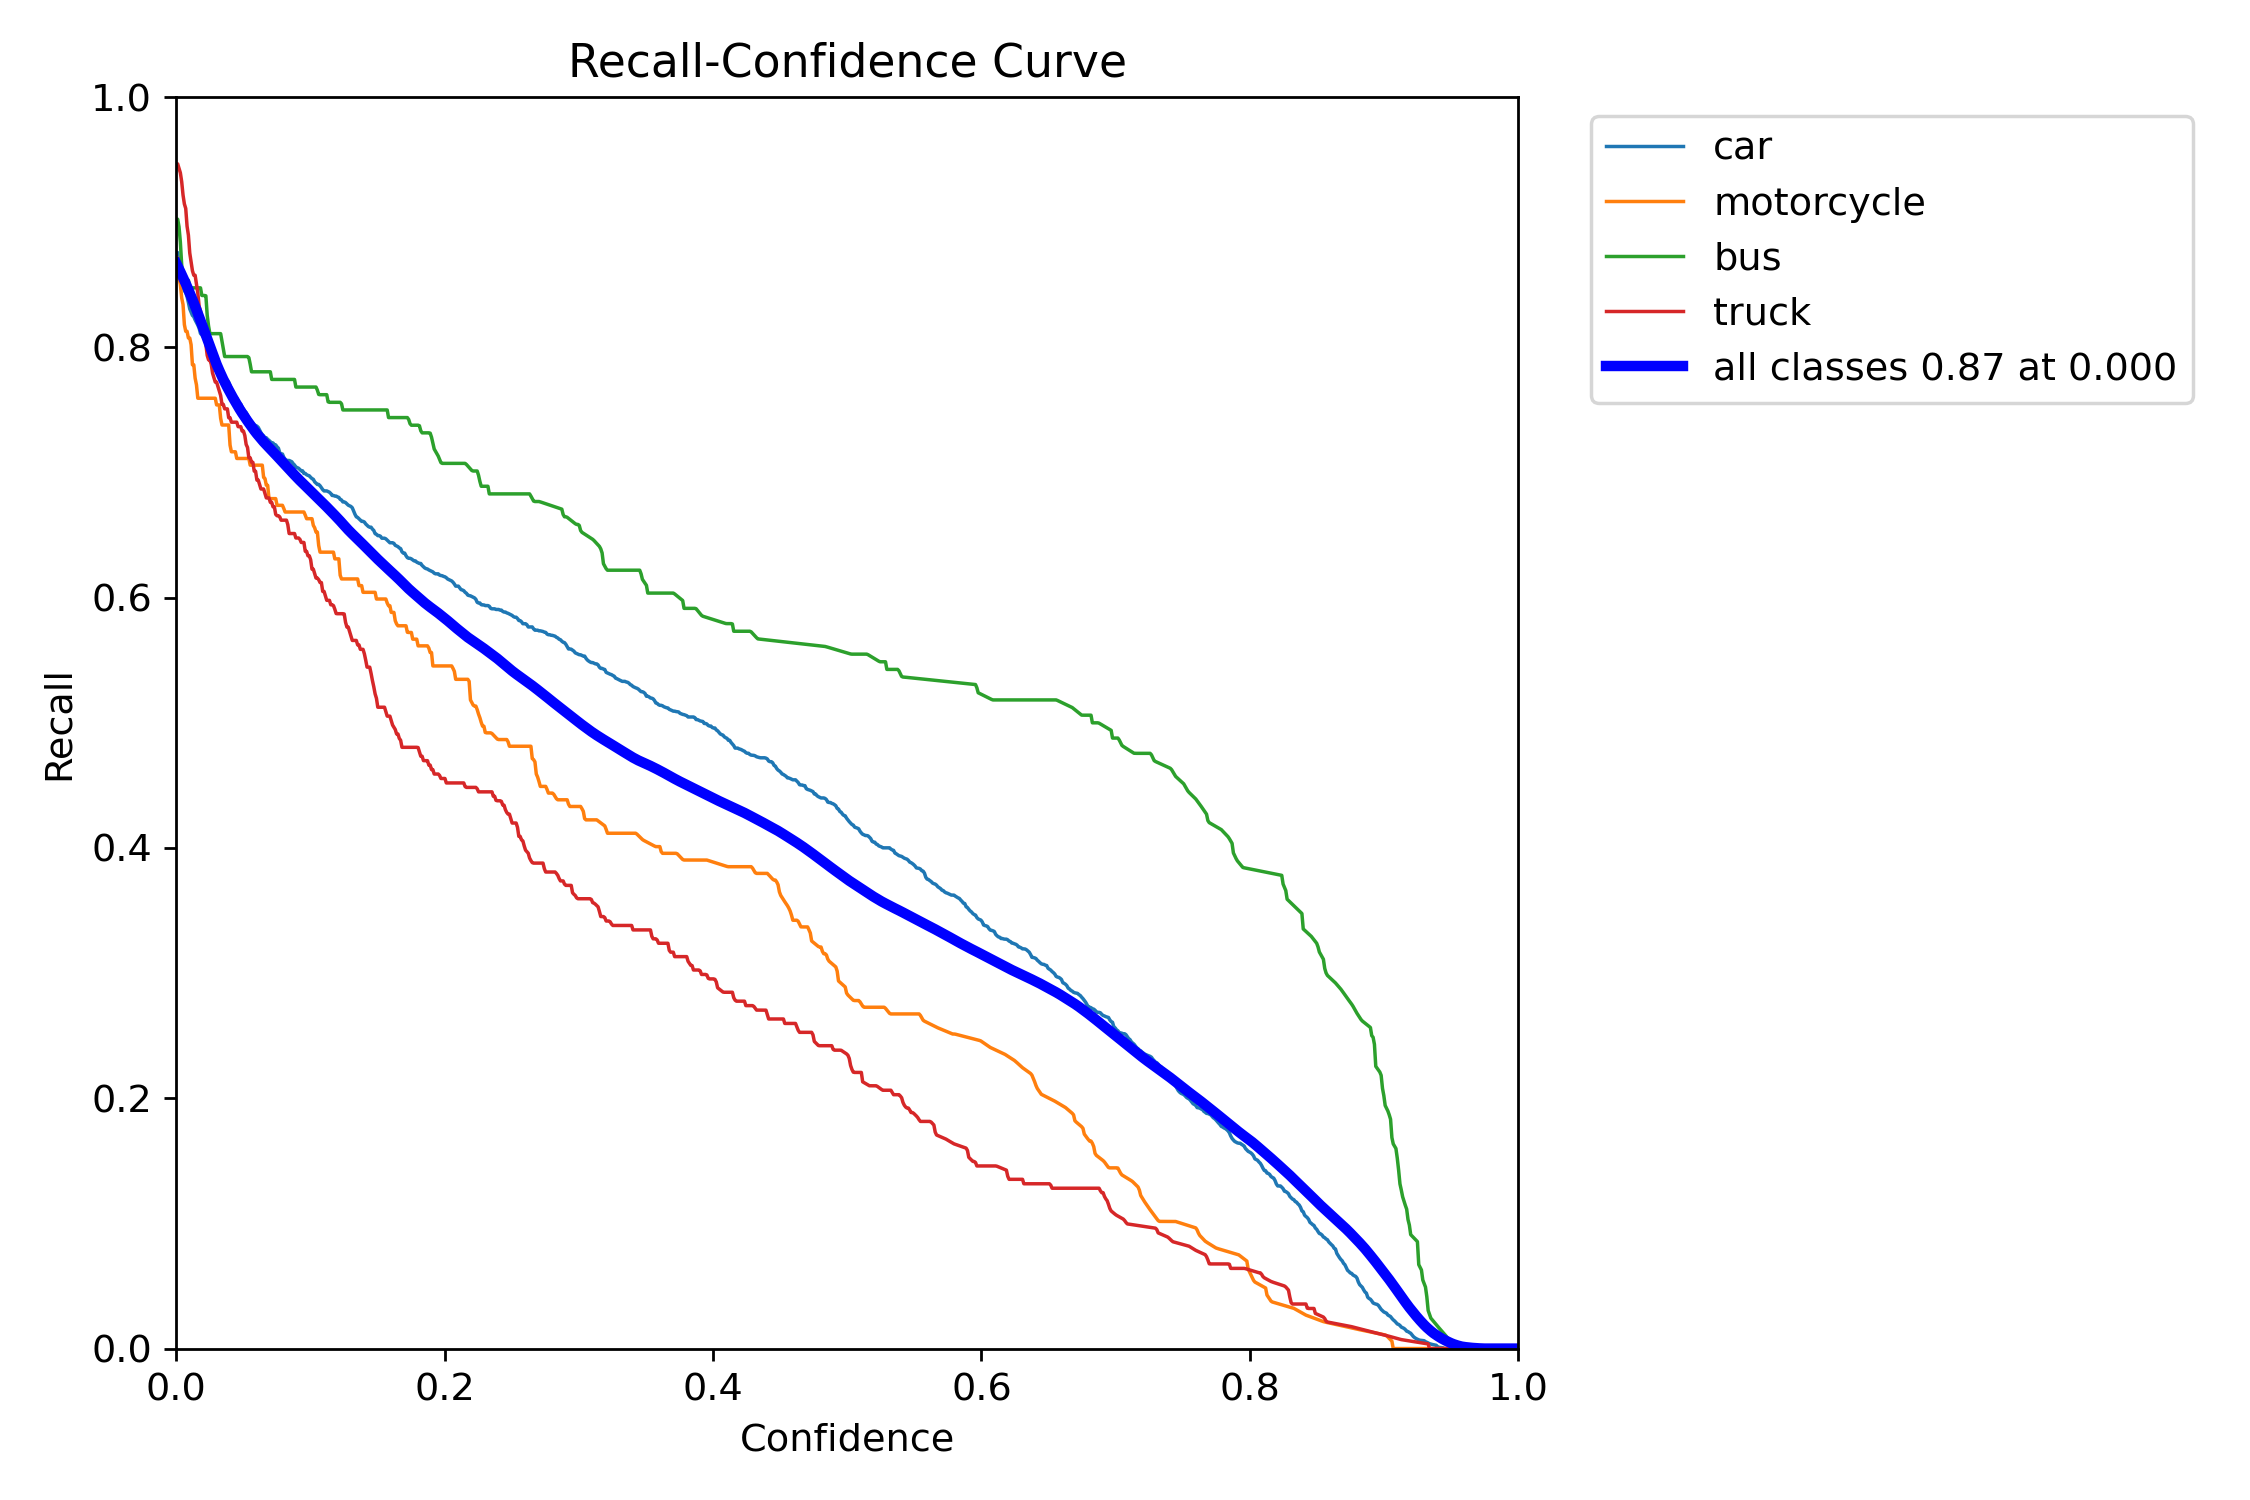 Recall-Confidence Curve
1.0
0.8
0.6
0.4
0.2
0.0
Recall
0.0 0.2 0.4 0.6 0.8 1.0
Confidence
car
motorcycle
bus
truck
all classes 0.87 at 0.000